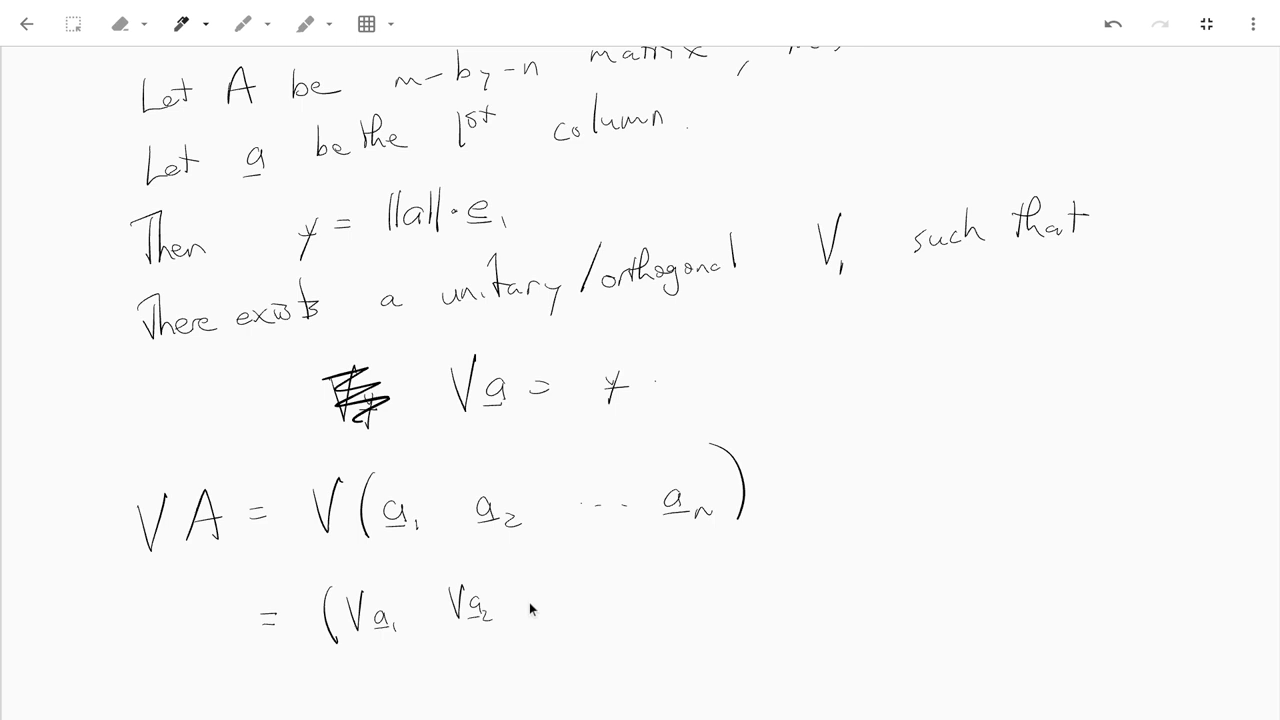 Let A be m-by-n matrix,
Let a be the 1st column.
Then y = ||a||·e₁
There exists a unitary/orthogonal V₁ such that
Va = y.
VA = V(a₁ a₂ ... aₙ)
= (Va₁ Va₂